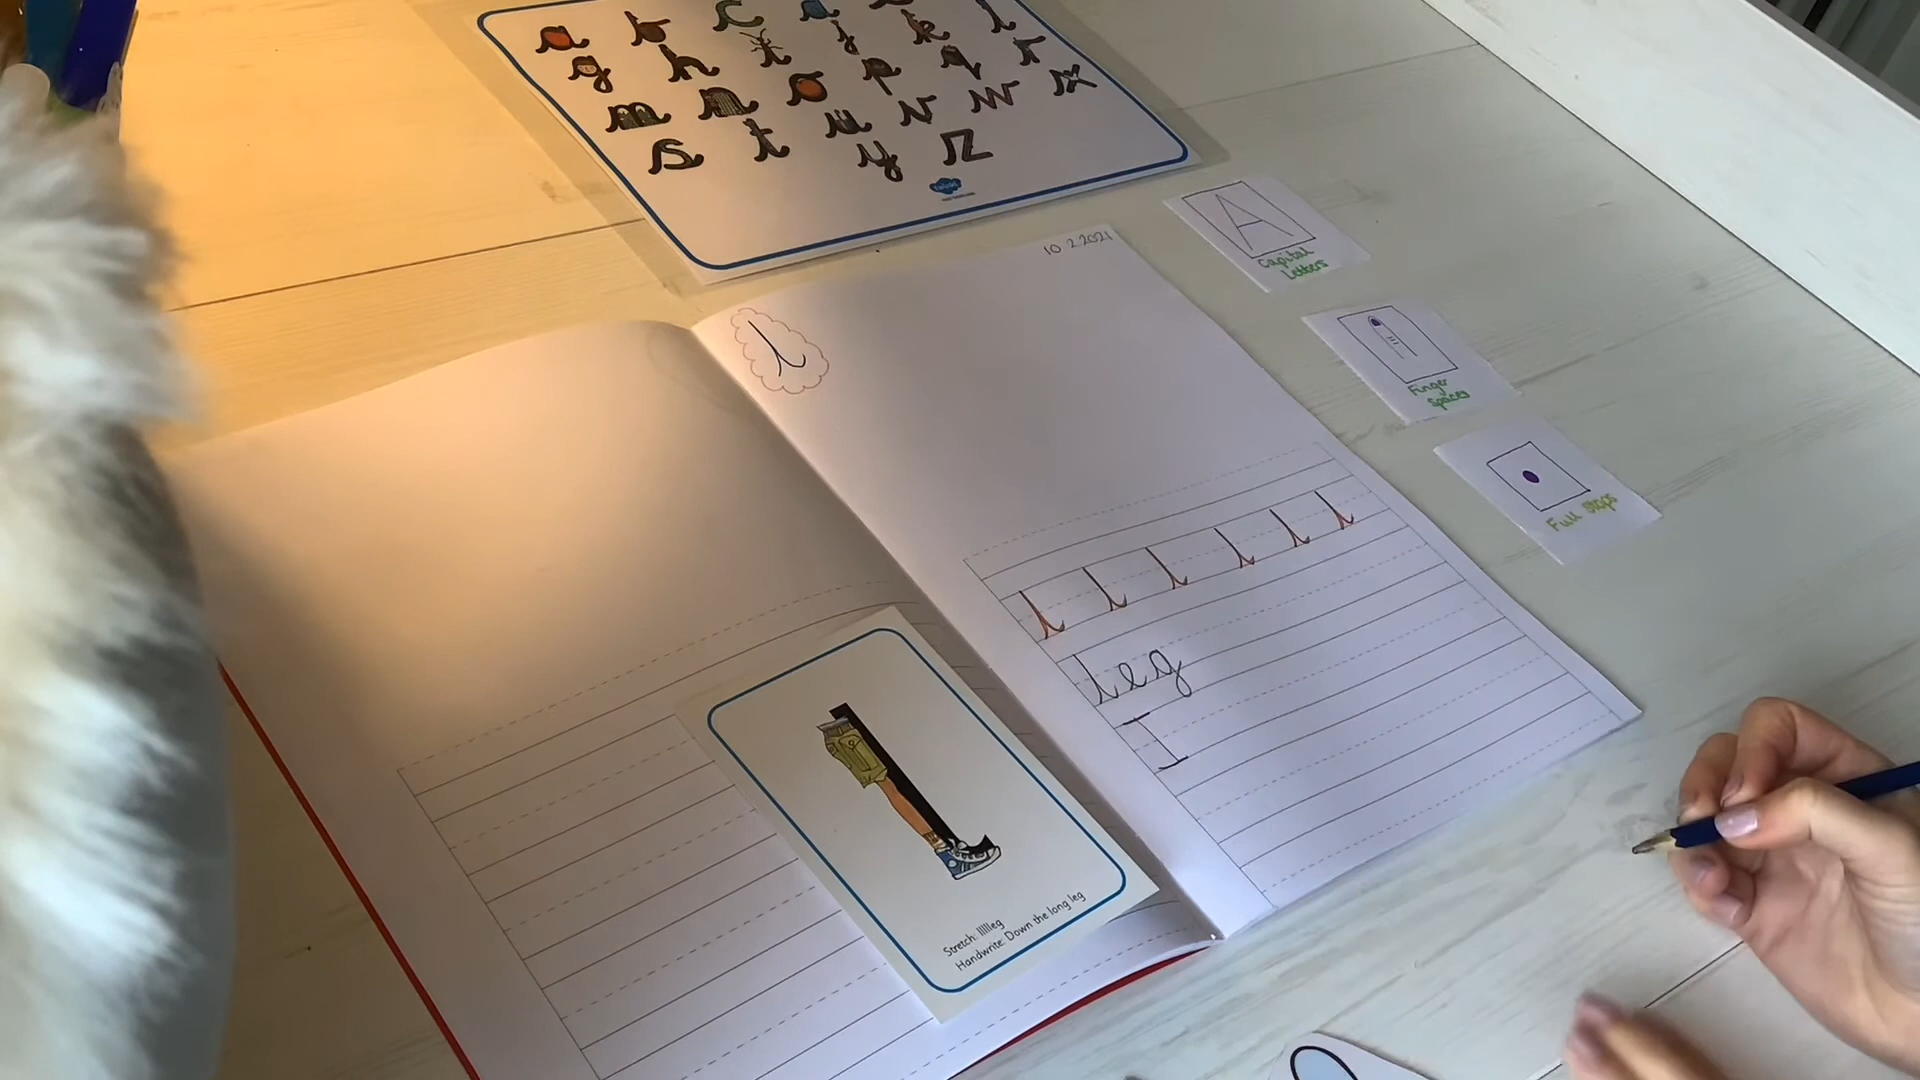 a b c d
g h i j k l
m n o p q r
s t u v w x
y z
10 2 2021
l
l l l l l l
leg
I
Capital
Letters
Finger
Spaces
Full stops
Stretch: lllleg
Handwrite: Down the long leg